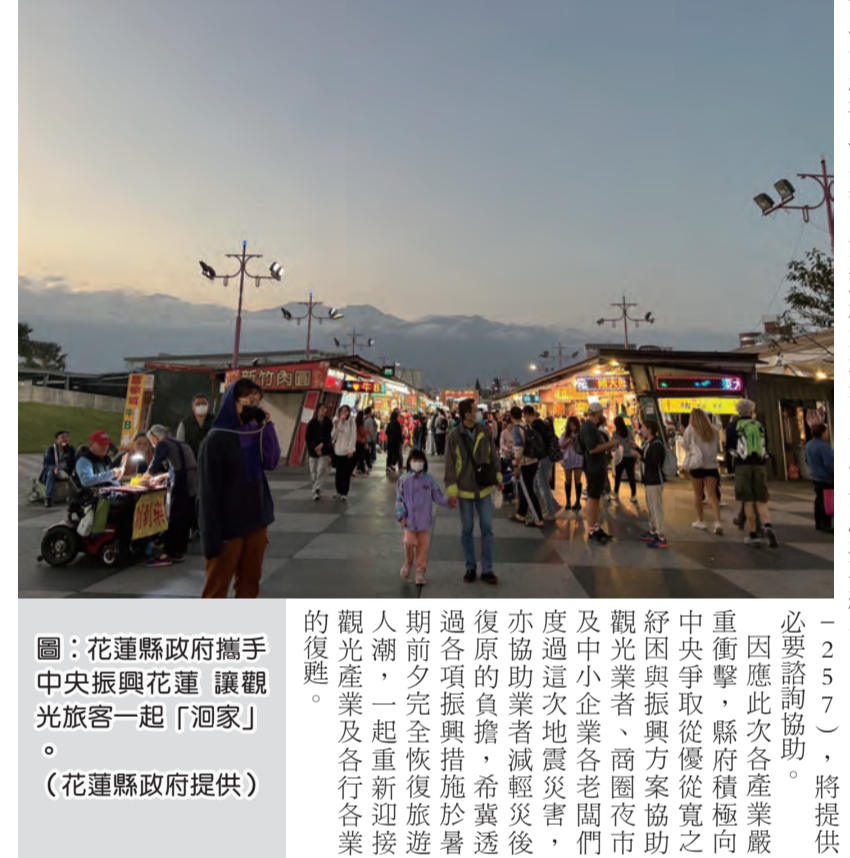 新竹肉圓
刮刮樂
－257），將提供
必要諮詢協助。
因應此次各產業嚴
重衝擊，縣府積極向
中央爭取從優從寬之
紓困與振興方案協助
觀光業者、商圈夜市
及中小企業各老闆們
度過這次地震災害，
亦協助業者減輕災後
復原的負擔，希冀透
過各項振興措施於暑
期前夕完全恢復旅遊
人潮，一起重新迎接
觀光產業及各行各業
的復甦。
圖：花蓮縣政府攜手
中央振興花蓮 讓觀
光旅客一起「洄家」
。
（花蓮縣政府提供）